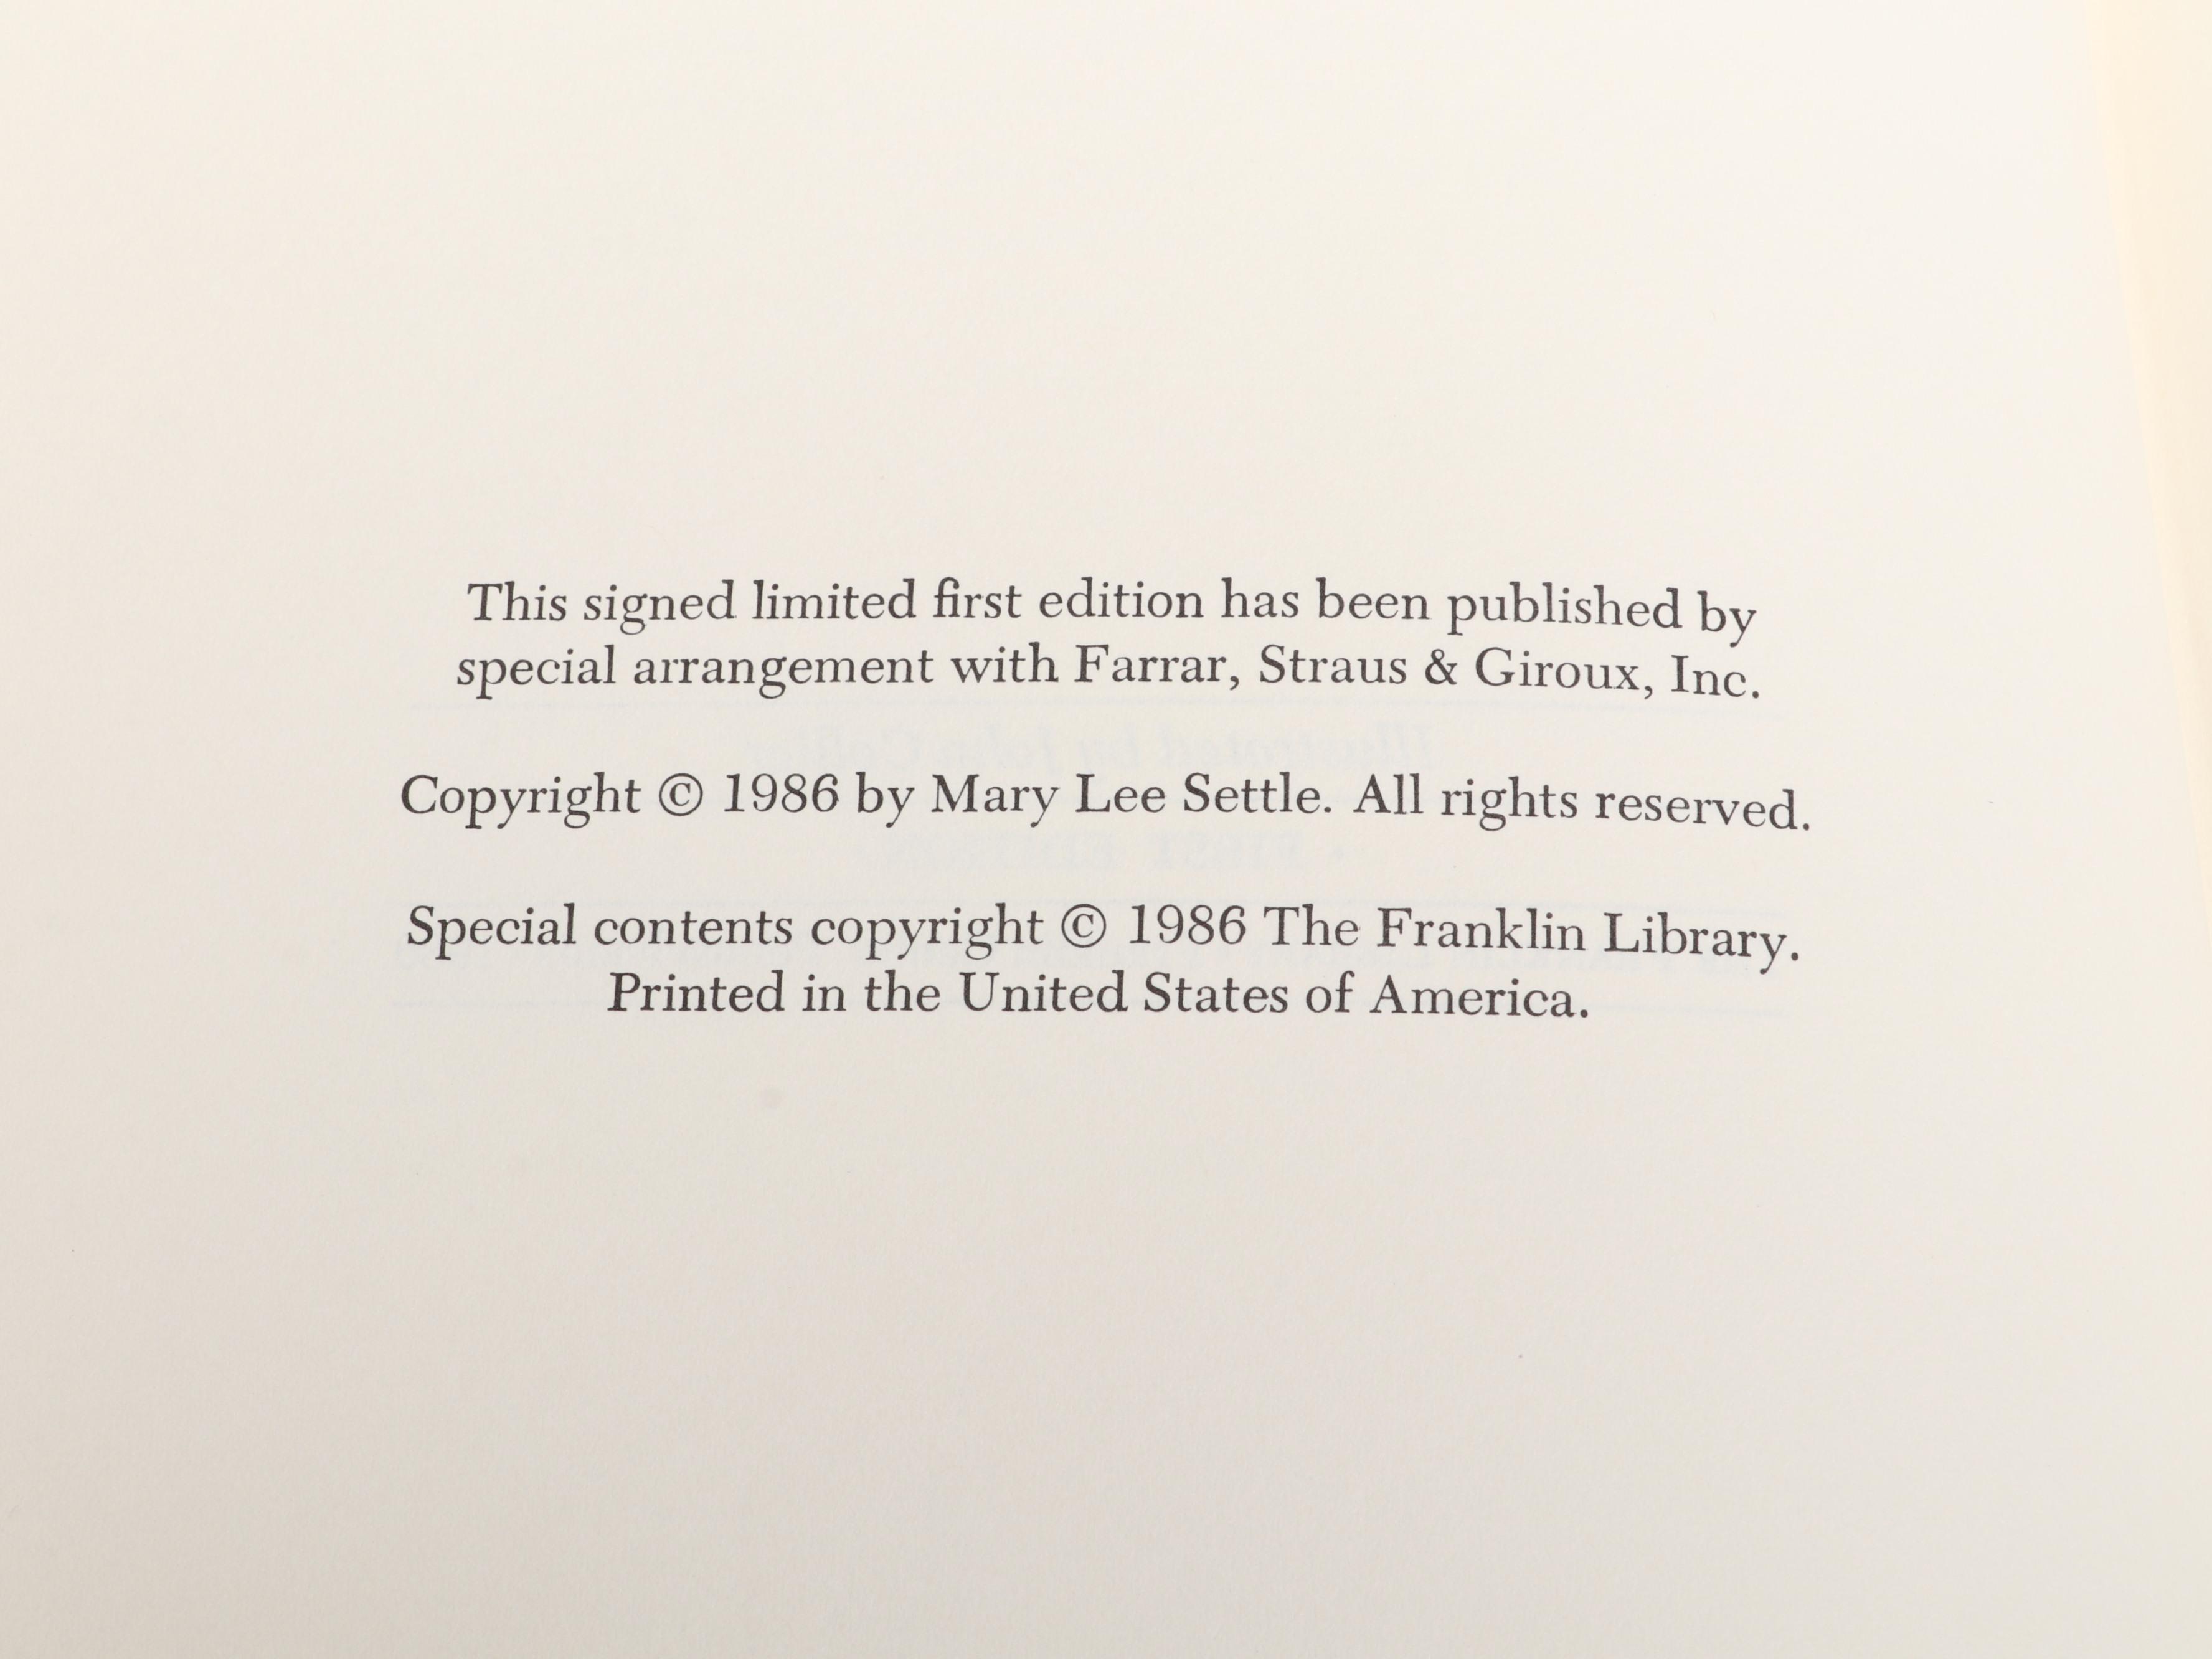 This signed limited first edition has been published by
special arrangement with Farrar, Straus & Giroux, Inc.
Copyright © 1986 by Mary Lee Settle. All rights reserved.
Special contents copyright © 1986 The Franklin Library.
Printed in the United States of America.